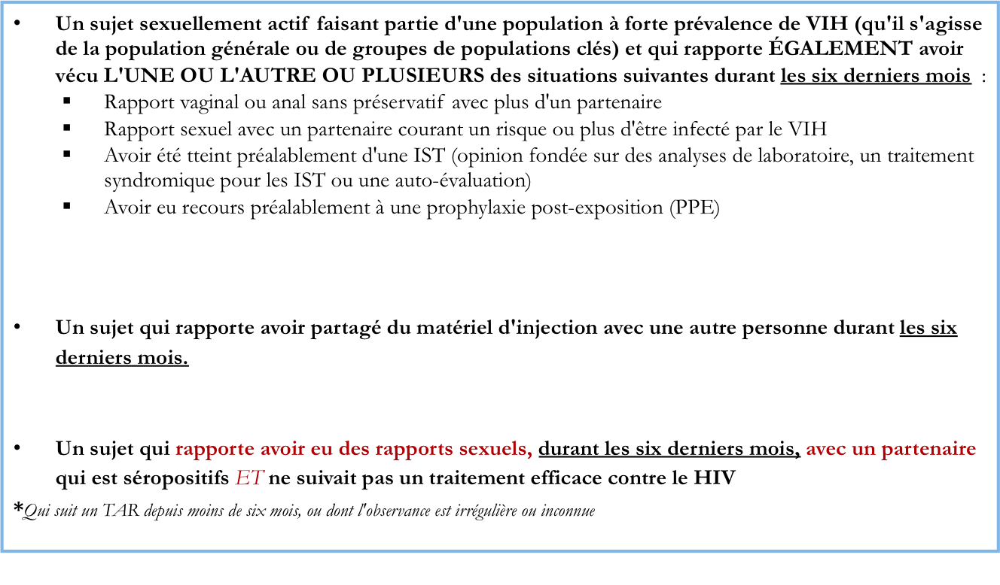 • Un sujet sexuellement actif faisant partie d'une population à forte prévalence de VIH (qu'il s'agisse
de la population générale ou de groupes de populations clés) et qui rapporte ÉGALEMENT avoir
vécu L'UNE OU L'AUTRE OU PLUSIEURS des situations suivantes durant les six derniers mois :
▪ Rapport vaginal ou anal sans préservatif avec plus d'un partenaire
▪ Rapport sexuel avec un partenaire courant un risque ou plus d'être infecté par le VIH
▪ Avoir été tteint préalablement d'une IST (opinion fondée sur des analyses de laboratoire, un traitement
syndromique pour les IST ou une auto-évaluation)
▪ Avoir eu recours préalablement à une prophylaxie post-exposition (PPE)
• Un sujet qui rapporte avoir partagé du matériel d'injection avec une autre personne durant les six
derniers mois.
• Un sujet qui rapporte avoir eu des rapports sexuels, durant les six derniers mois, avec un partenaire
qui est séropositifs ET ne suivait pas un traitement efficace contre le HIV
*Qui suit un TAR depuis moins de six mois, ou dont l'observance est irrégulière ou inconnue